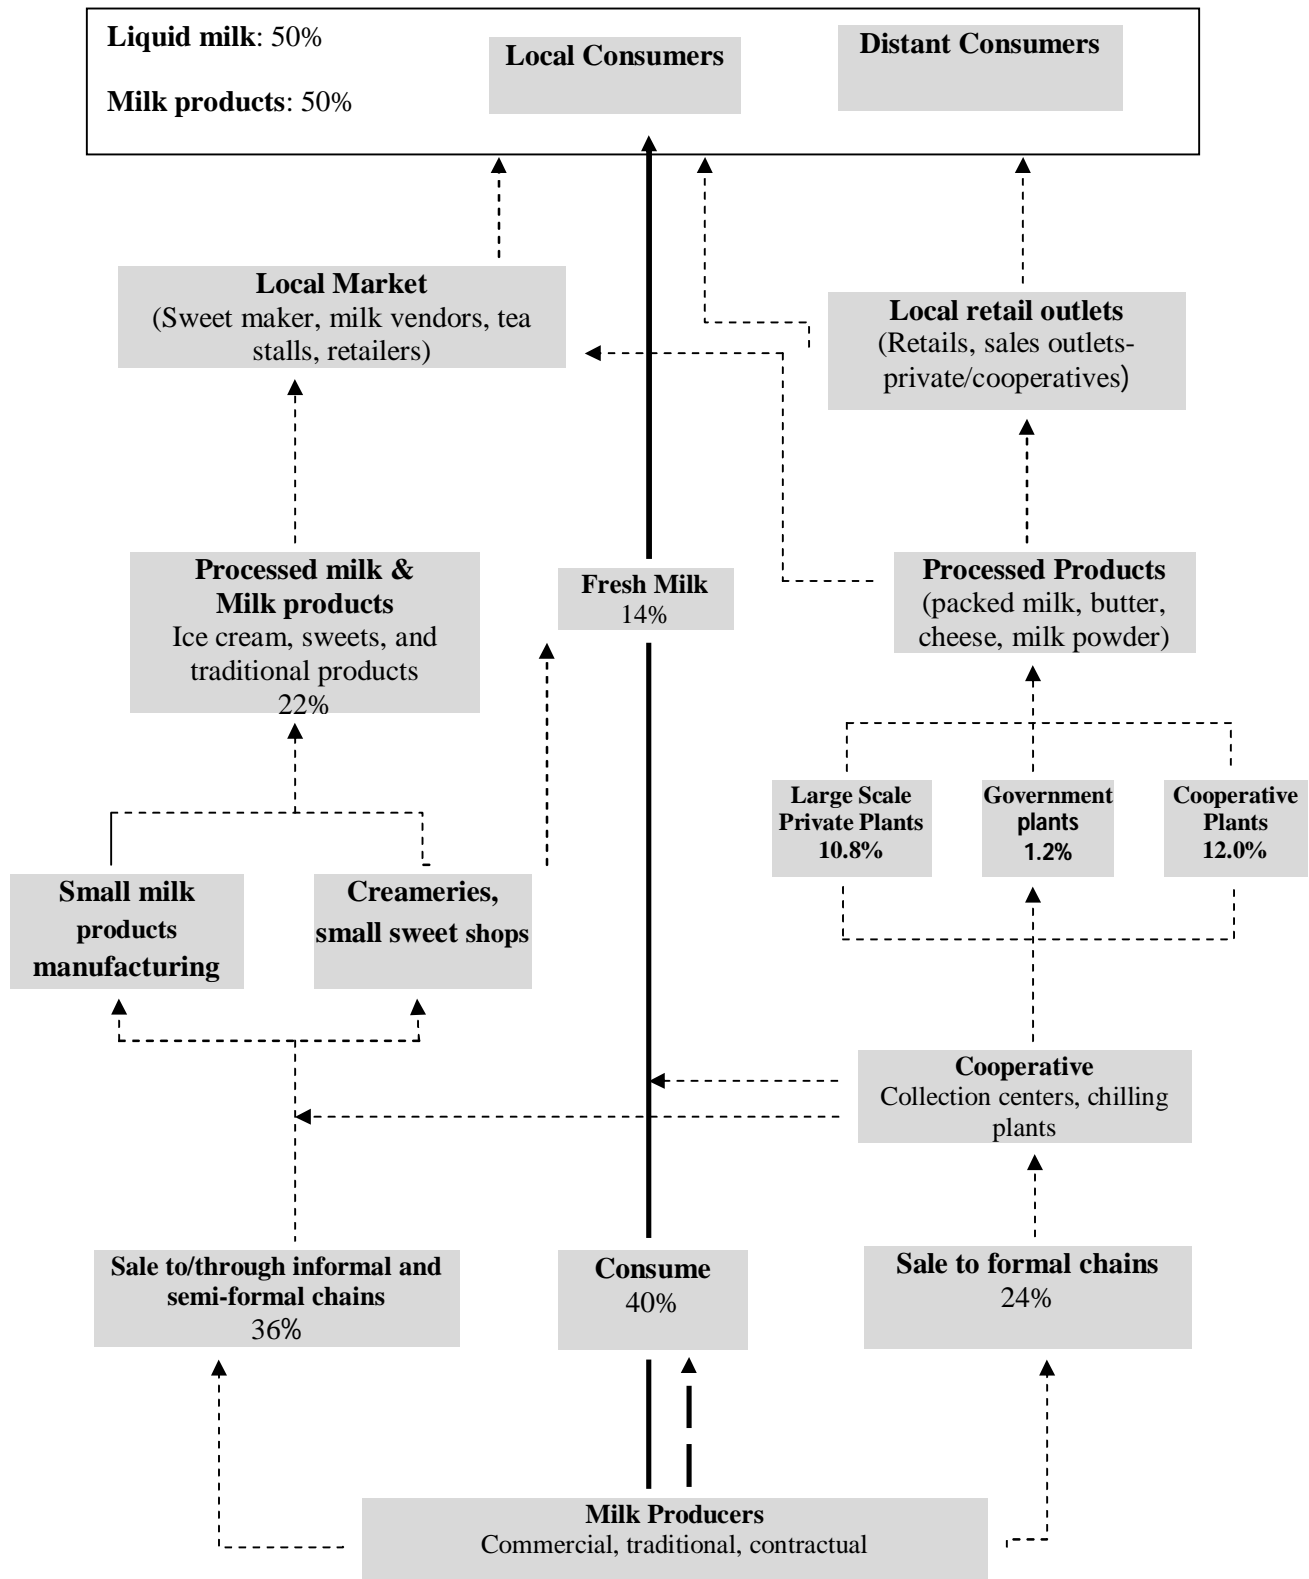 Liquid milk: 50%
Milk products: 50%
Local Consumers
Distant Consumers
Local Market
(Sweet maker, milk vendors, tea
stalls, retailers)
Local retail outlets
(Retails, sales outlets-
private/cooperatives)
Processed milk &
Milk products
Ice cream, sweets, and
traditional products
22%
Fresh Milk
14%
Processed Products
(packed milk, butter,
cheese, milk powder)
Large Scale
Private Plants
10.8%
Government
plants
1.2%
Cooperative
Plants
12.0%
Small milk
products
manufacturing
Creameries,
small sweet shops
Cooperative
Collection centers, chilling
plants
Sale to/through informal and
semi-formal chains
36%
Consume
40%
Sale to formal chains
24%
Milk Producers
Commercial, traditional, contractual